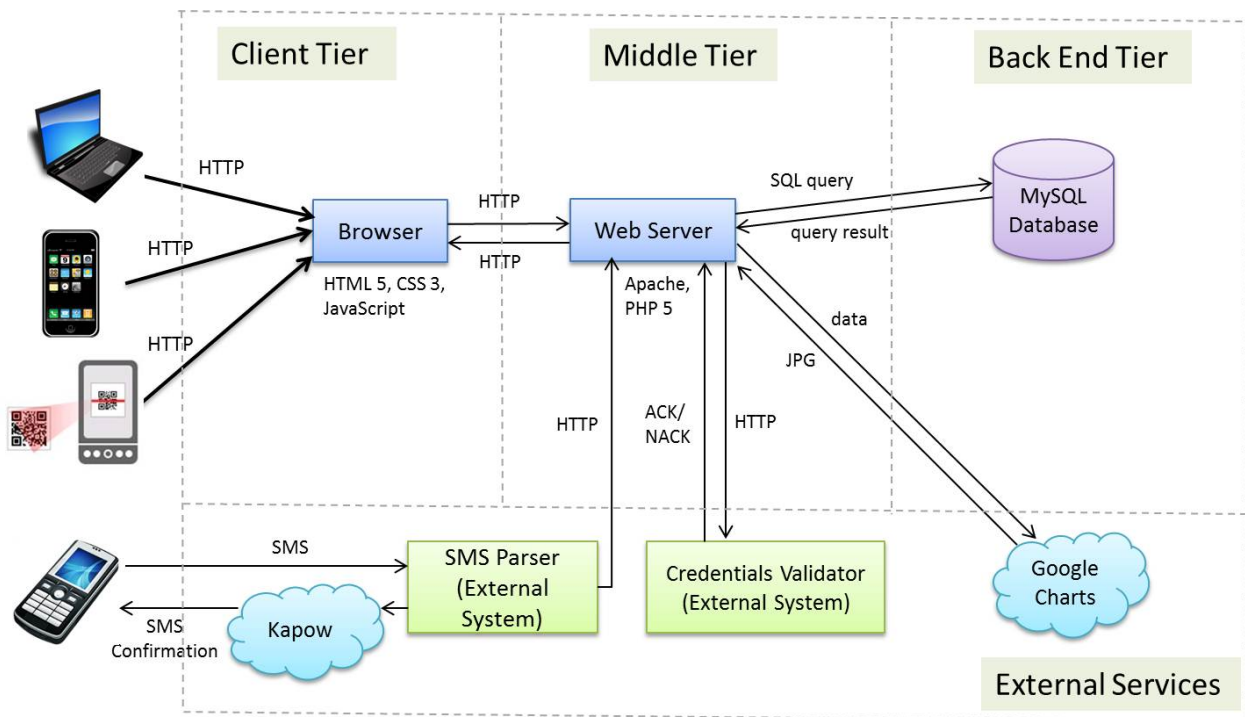 Client Tier
Middle Tier
Back End Tier
HTTP
HTTP
HTTP
Browser
HTML 5, CSS 3,
JavaScript
HTTP
HTTP
Web Server
Apache,
PHP 5
SQL query
query result
MySQL
Database
data
JPG
HTTP
ACK/
NACK
HTTP
SMS
SMS
Confirmation
Kapow
SMS Parser
(External
System)
Credentials Validator
(External System)
Google
Charts
External Services